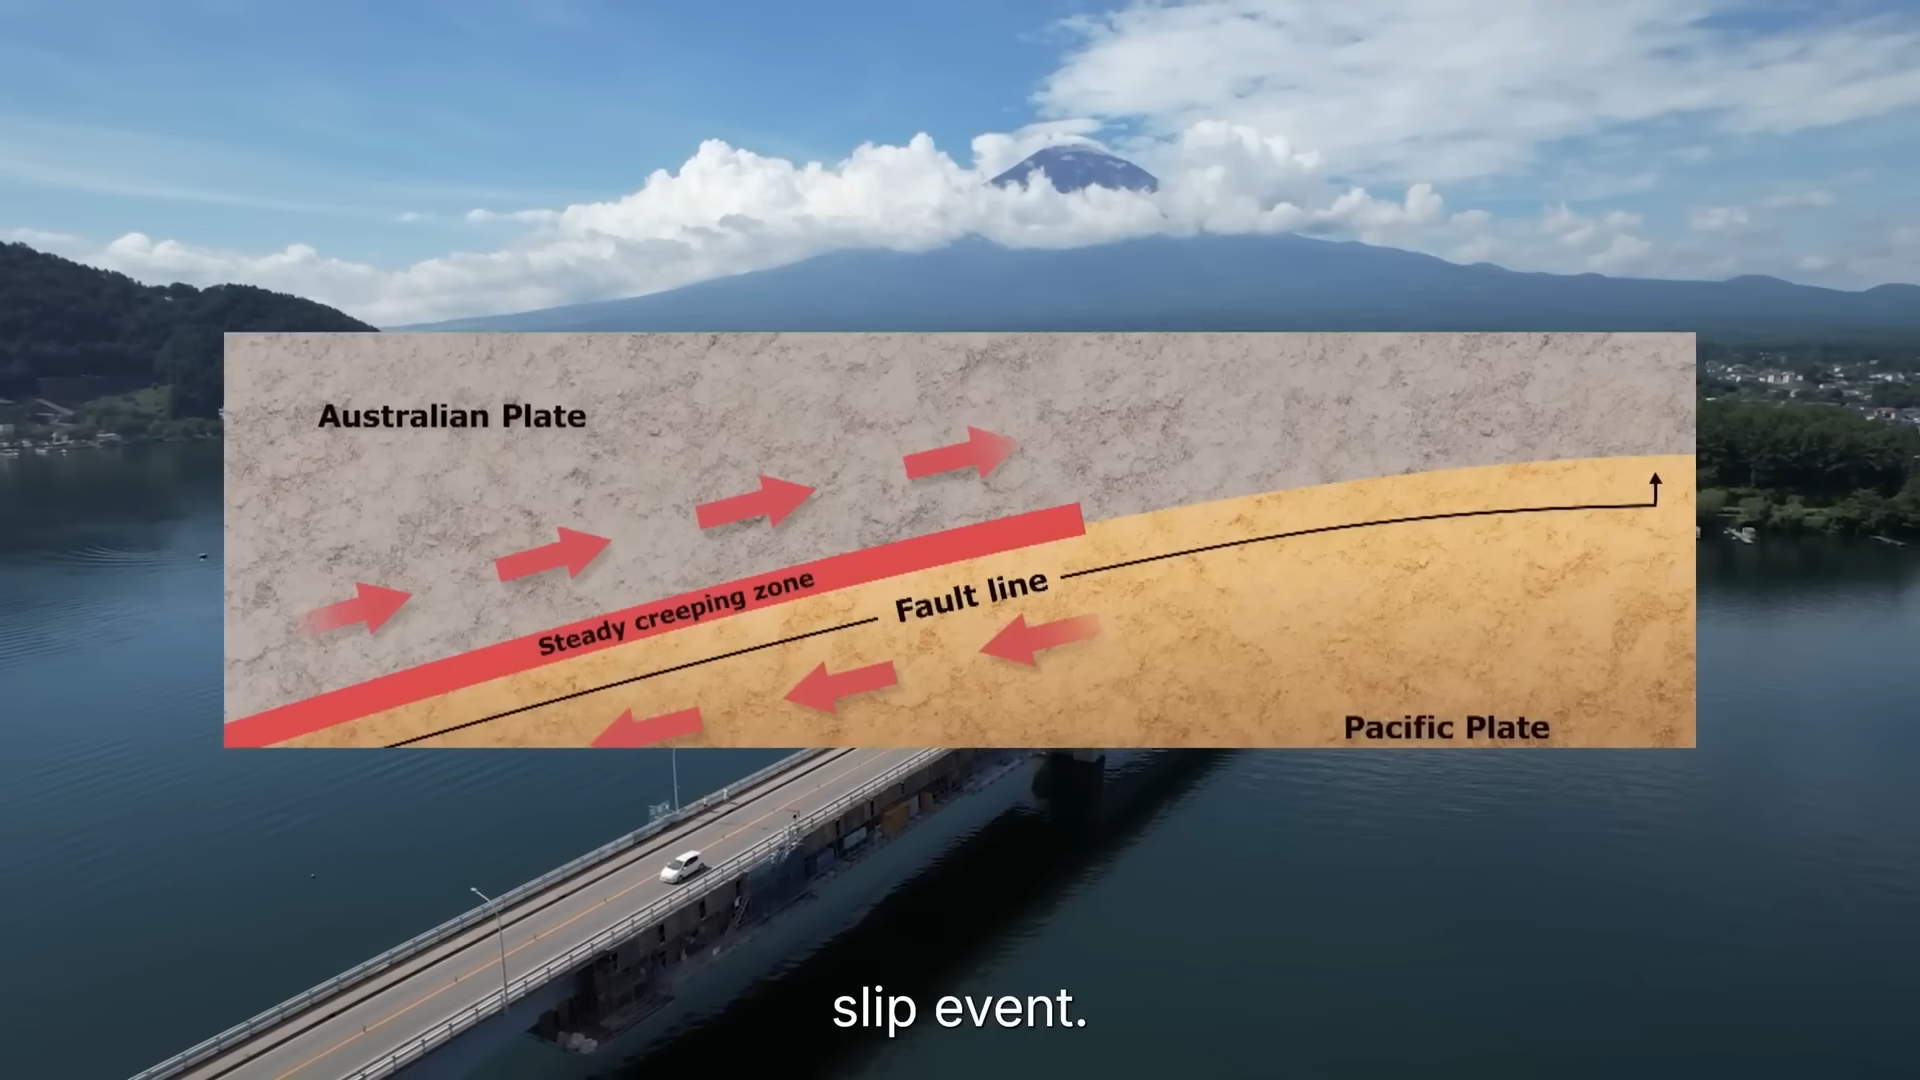 Australian Plate
Steady creeping zone
Fault line
Pacific Plate
slip event.